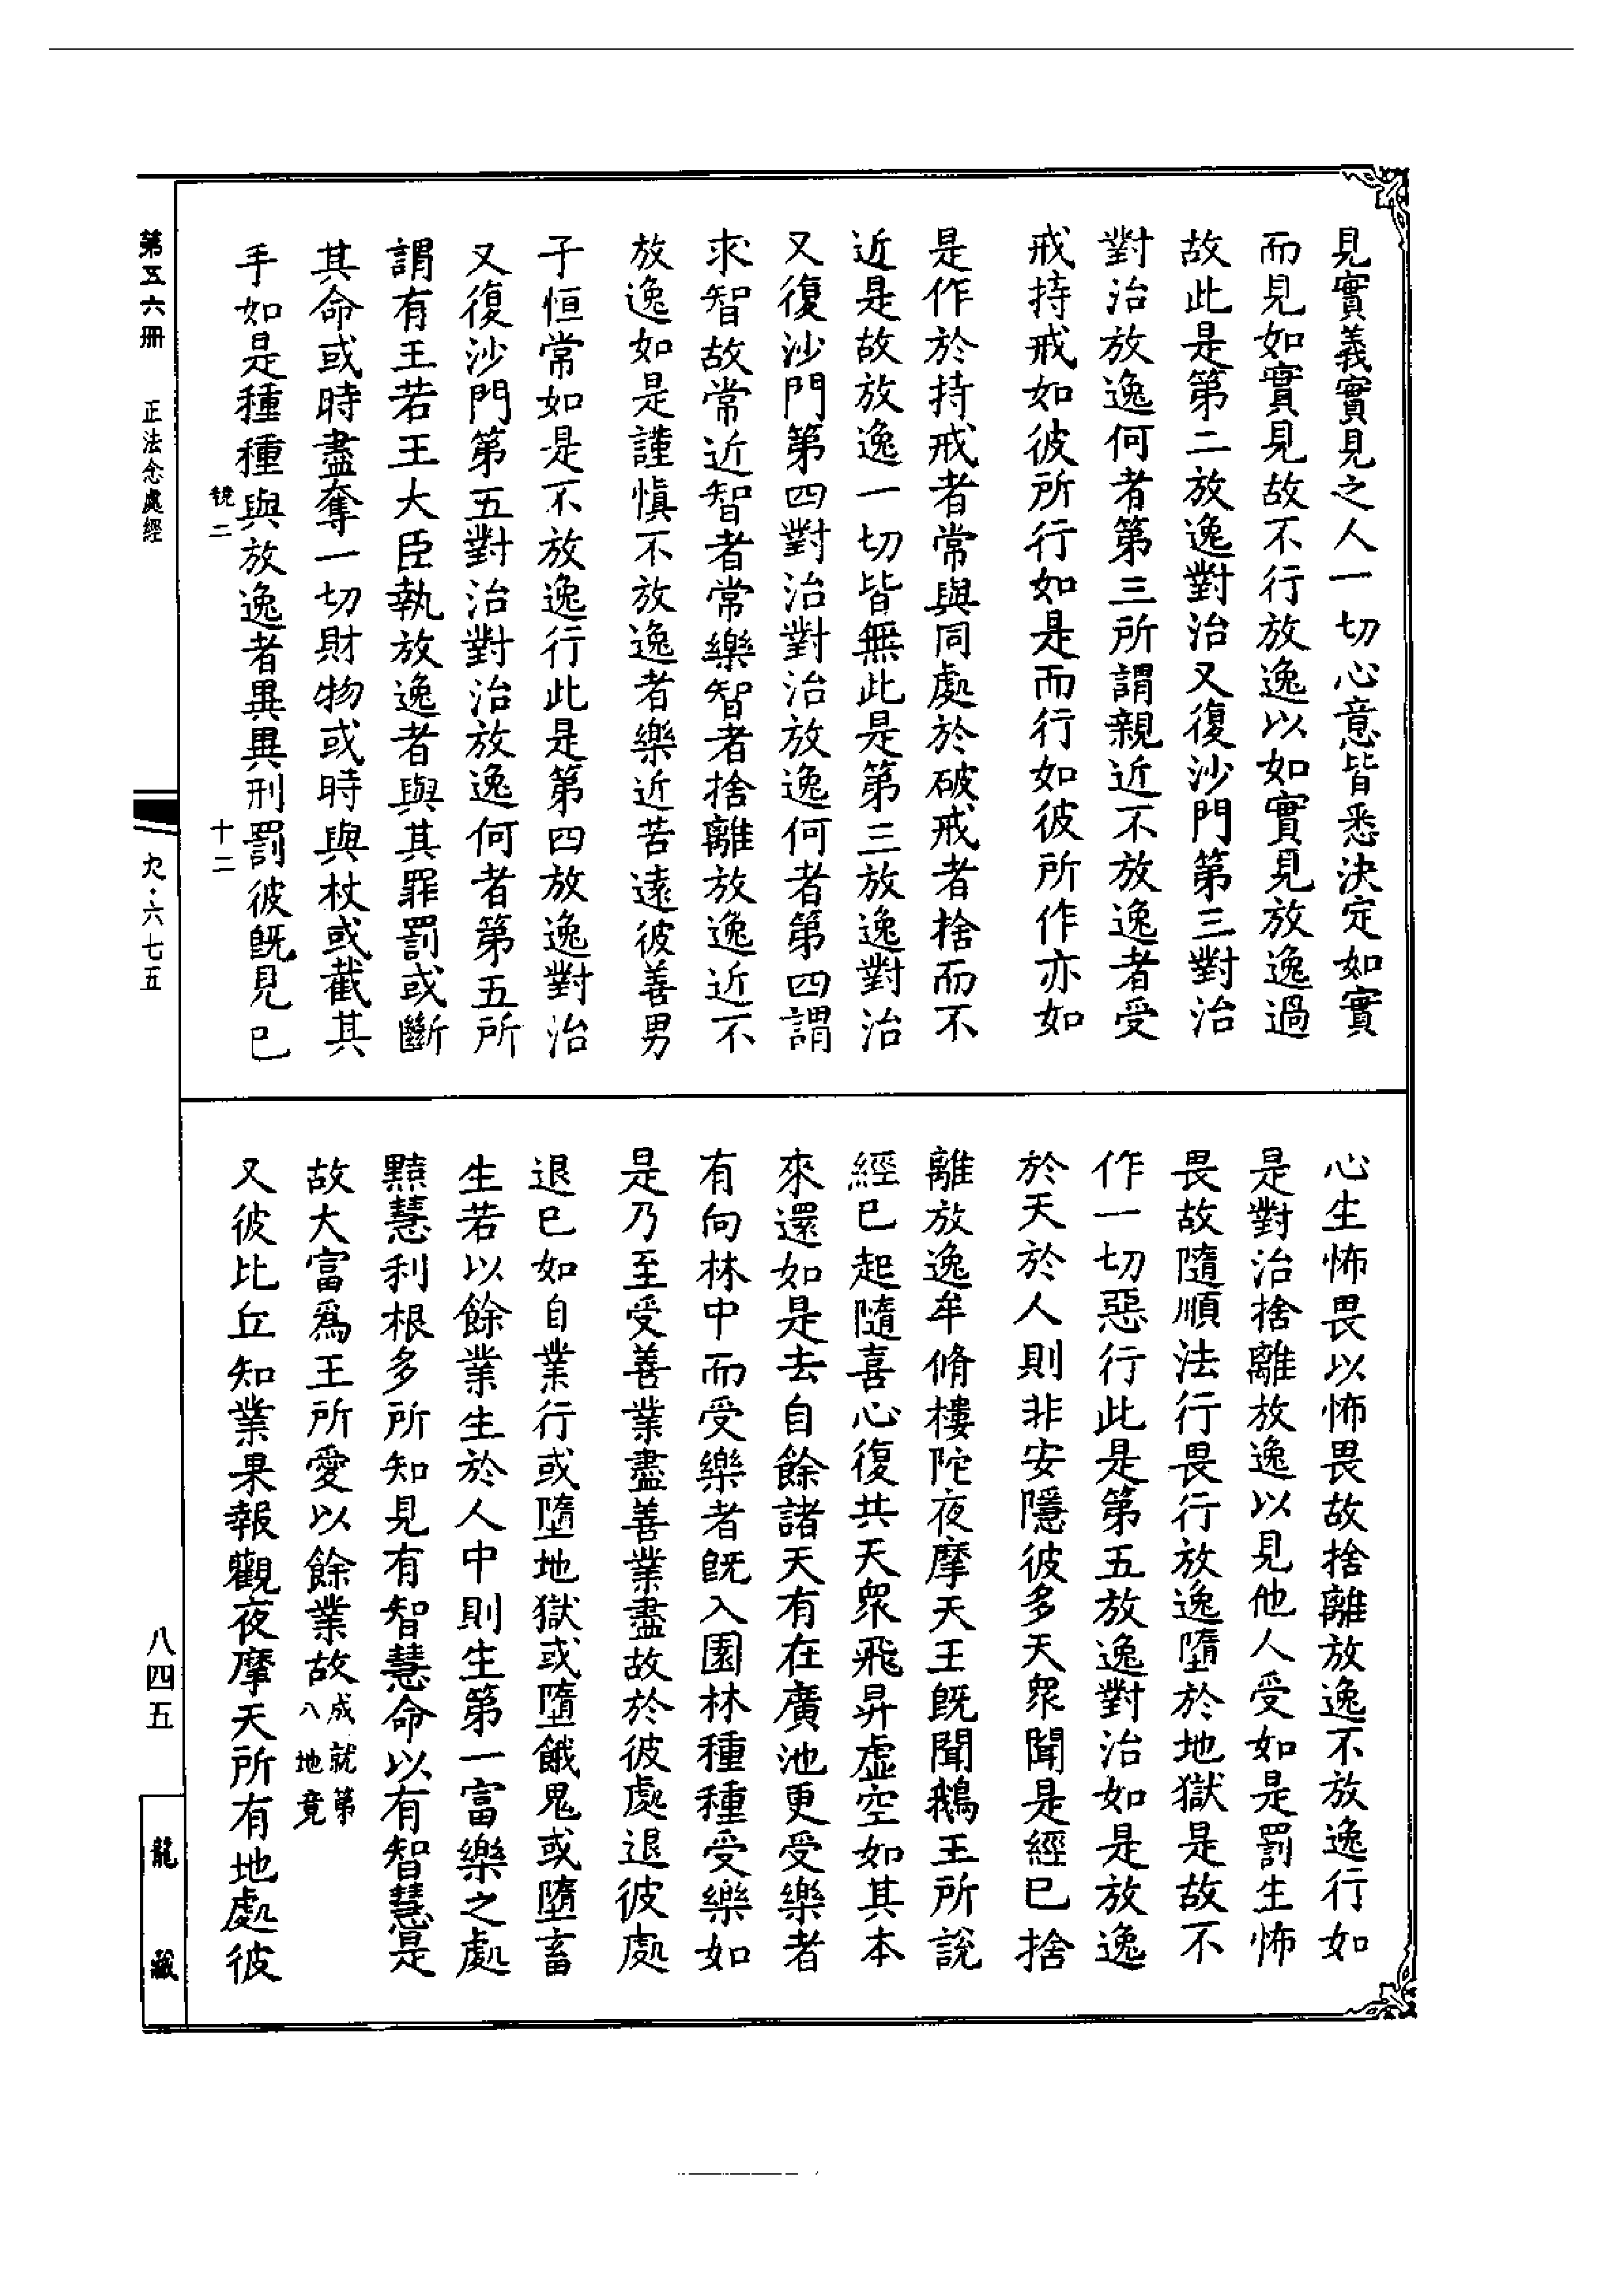 見實義實見之人一切心意皆悉決定如實
而見如實見故不行放逸以如實見放逸過
故此是第二放逸對治又復沙門第三對治
對治放逸何者第三所謂親近不放逸者受
戒持戒如彼所行如是而行如彼所作亦如
是作於持戒者常與同處於破戒者捨而不
近是故放逸一切皆無此是第三放逸對治
又復沙門第四對治對治放逸何者第四謂
求智故常近智者常樂智者捨離放逸近不
放逸如是謹慎不放逸者樂近苦遠彼善男
子恒常如是不放逸行此是第四放逸對治
又復沙門第五對治對治放逸何者第五所
謂有王若王大臣執放逸者與其罪罰或斷
其命或時盡奪一切財物或時與杖或截其
手如是種種與放逸者異異刑罰彼既見已
鏡二 十二
心生怖畏以怖畏故捨離放逸不放逸行如
是對治捨離放逸以見他人受如是罰生怖
畏故隨順法行畏行放逸墮於地獄是故不
作一切惡行此是第五放逸對治如是放逸
於天於人則非安隱彼多天眾聞是經已捨
離放逸牟脩樓陀夜摩天王既聞鵝王所說
經已起隨喜心復共天眾飛昇虛空如其本
來還如是去自餘諸天有在廣池更受樂者
有向林中而受樂者既入園林種種受樂如
是乃至受善業盡善業盡故於彼處退彼處
退已如自業行或墮地獄或墮餓鬼或墮畜
生若以餘業生於人中則生第一富樂之處
黠慧利根多所知見有智慧命以有智慧是
故大富為王所愛以餘業故成就第八地竟
又彼比丘知業果報觀夜摩天所有地處彼
第五六冊 正法念處經
欠·六七五
八四五
龍藏